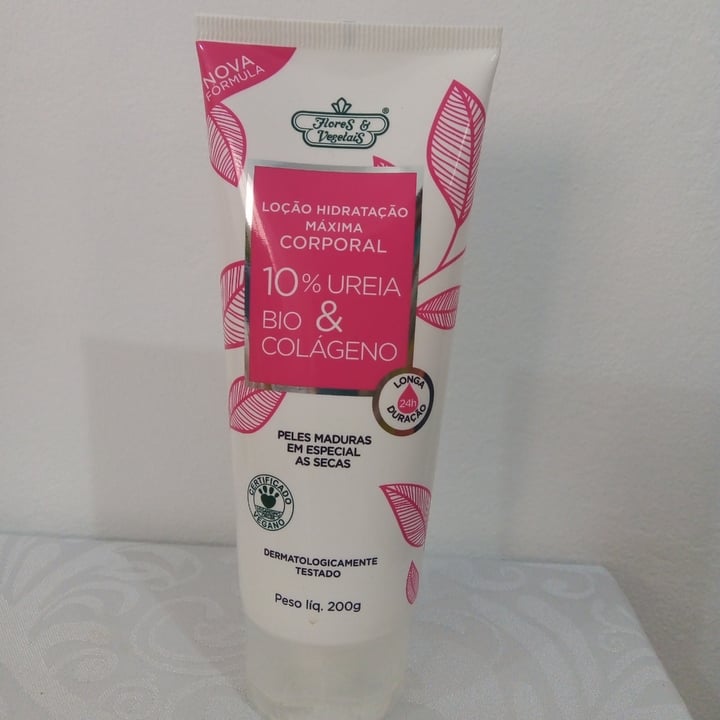 NOVA
FÓRMULA
Flores &
Vegetais ®
LOÇÃO HIDRATAÇÃO
MÁXIMA
CORPORAL
10% UREIA
BIO &
COLÁGENO
LONGA
24h
DURAÇÃO
PELES MADURAS
EM ESPECIAL
AS SECAS
CERTIFICADO
VEGANO
DERMATOLOGICAMENTE
TESTADO
Peso líq. 200g